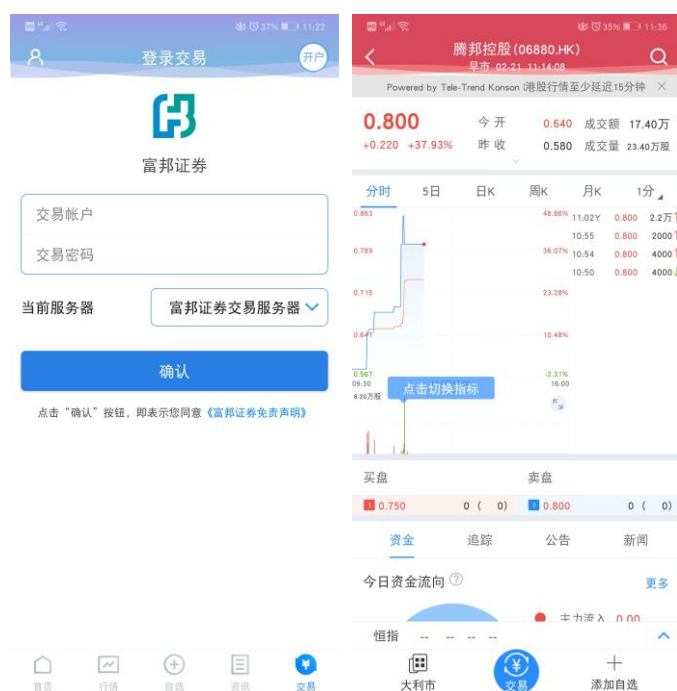 37% 11:22
登录交易
开户
富邦证券
交易帐户
交易密码
当前服务器
富邦证券交易服务器
确认
点击“确认”按钮，即表示您同意《富邦证券免责声明》
首页 行情 自选 资讯 交易
35% 11:36
腾邦控股(06880.HK)
早市 02-21 11:14:08
Powered by Tele-Trend Konson 港股行情至少延迟15分钟
0.800 今开 0.640 成交额 17.40万
+0.220 +37.93% 昨收 0.580 成交量 23.40万股
分时 5日 日K 周K 月K 1分
0.863 48.86% 11:02Y 0.800 2.2万
10:55 0.800 2000
0.789 36.07% 10:54 0.800 4000
10:50 0.800 4000
0.715 23.28%
0.641 10.48%
0.567 -2.31%
09:30 16:00
8.20万股 点击切换指标
买盘 卖盘
1 0.750 0 ( 0) 1 0.800 0 ( 0)
资金 追踪 公告 新闻
今日资金流向 更多
主力流入 0.00
恒指 -- -- -- --
大利市 交易 添加自选